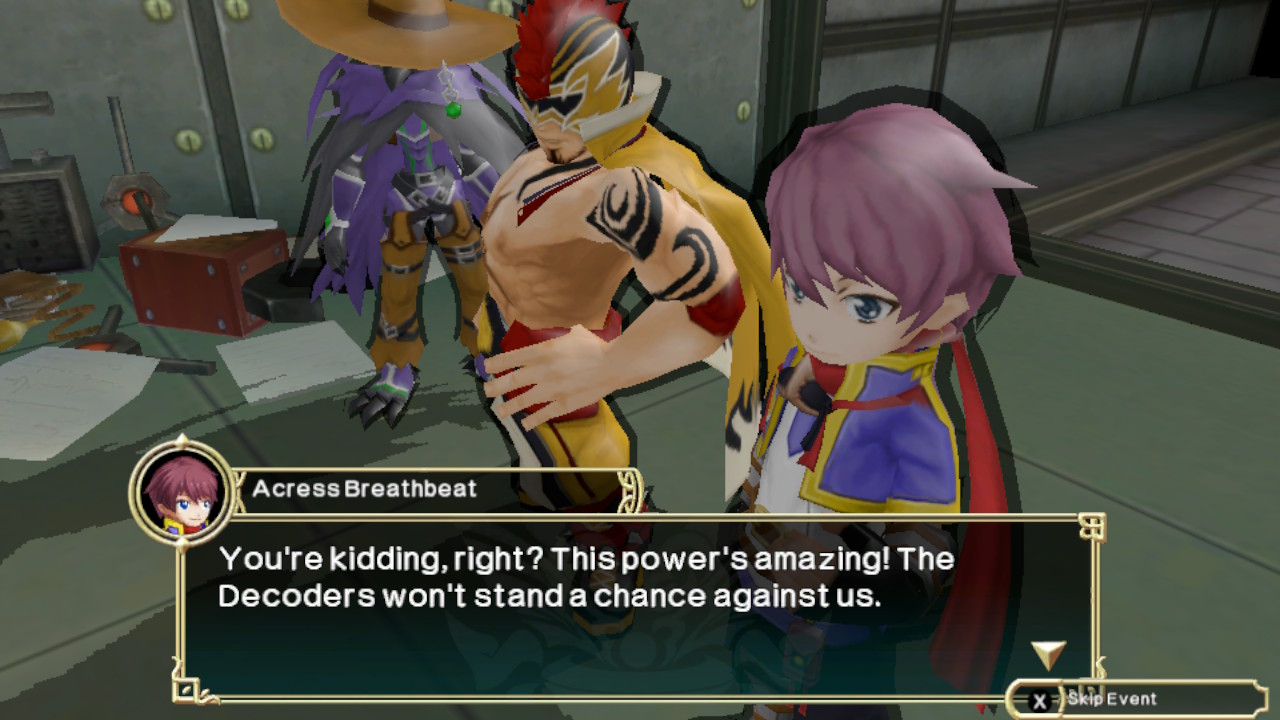 Acress Breathbeat
You're kidding, right? This power's amazing! The
Decoders won't stand a chance against us.
X Skip Event